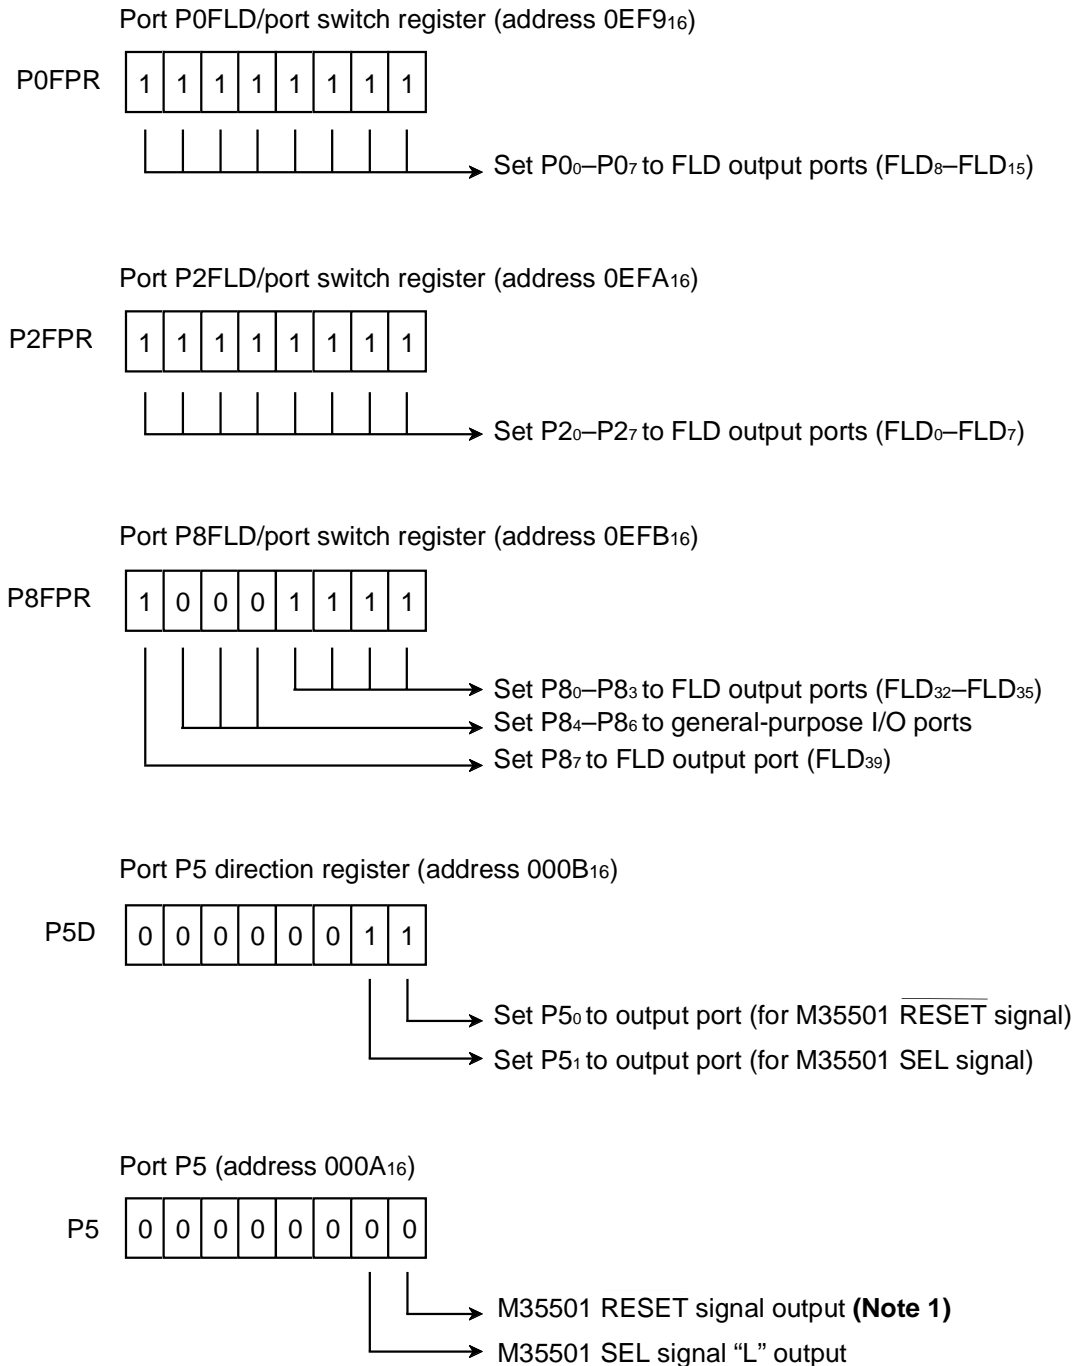 Port P0FLD/port switch register (address 0EF916)
P0FPR 1 1 1 1 1 1 1 1
Set P00–P07 to FLD output ports (FLD8–FLD15)
Port P2FLD/port switch register (address 0EFA16)
P2FPR 1 1 1 1 1 1 1 1
Set P20–P27 to FLD output ports (FLD0–FLD7)
Port P8FLD/port switch register (address 0EFB16)
P8FPR 1 0 0 0 1 1 1 1
Set P80–P83 to FLD output ports (FLD32–FLD35)
Set P84–P86 to general-purpose I/O ports
Set P87 to FLD output port (FLD39)
Port P5 direction register (address 000B16)
P5D 0 0 0 0 0 0 1 1
Set P50 to output port (for M35501 RESET signal)
Set P51 to output port (for M35501 SEL signal)
Port P5 (address 000A16)
P5 0 0 0 0 0 0 0 0
M35501 RESET signal output (Note 1)
M35501 SEL signal “L” output